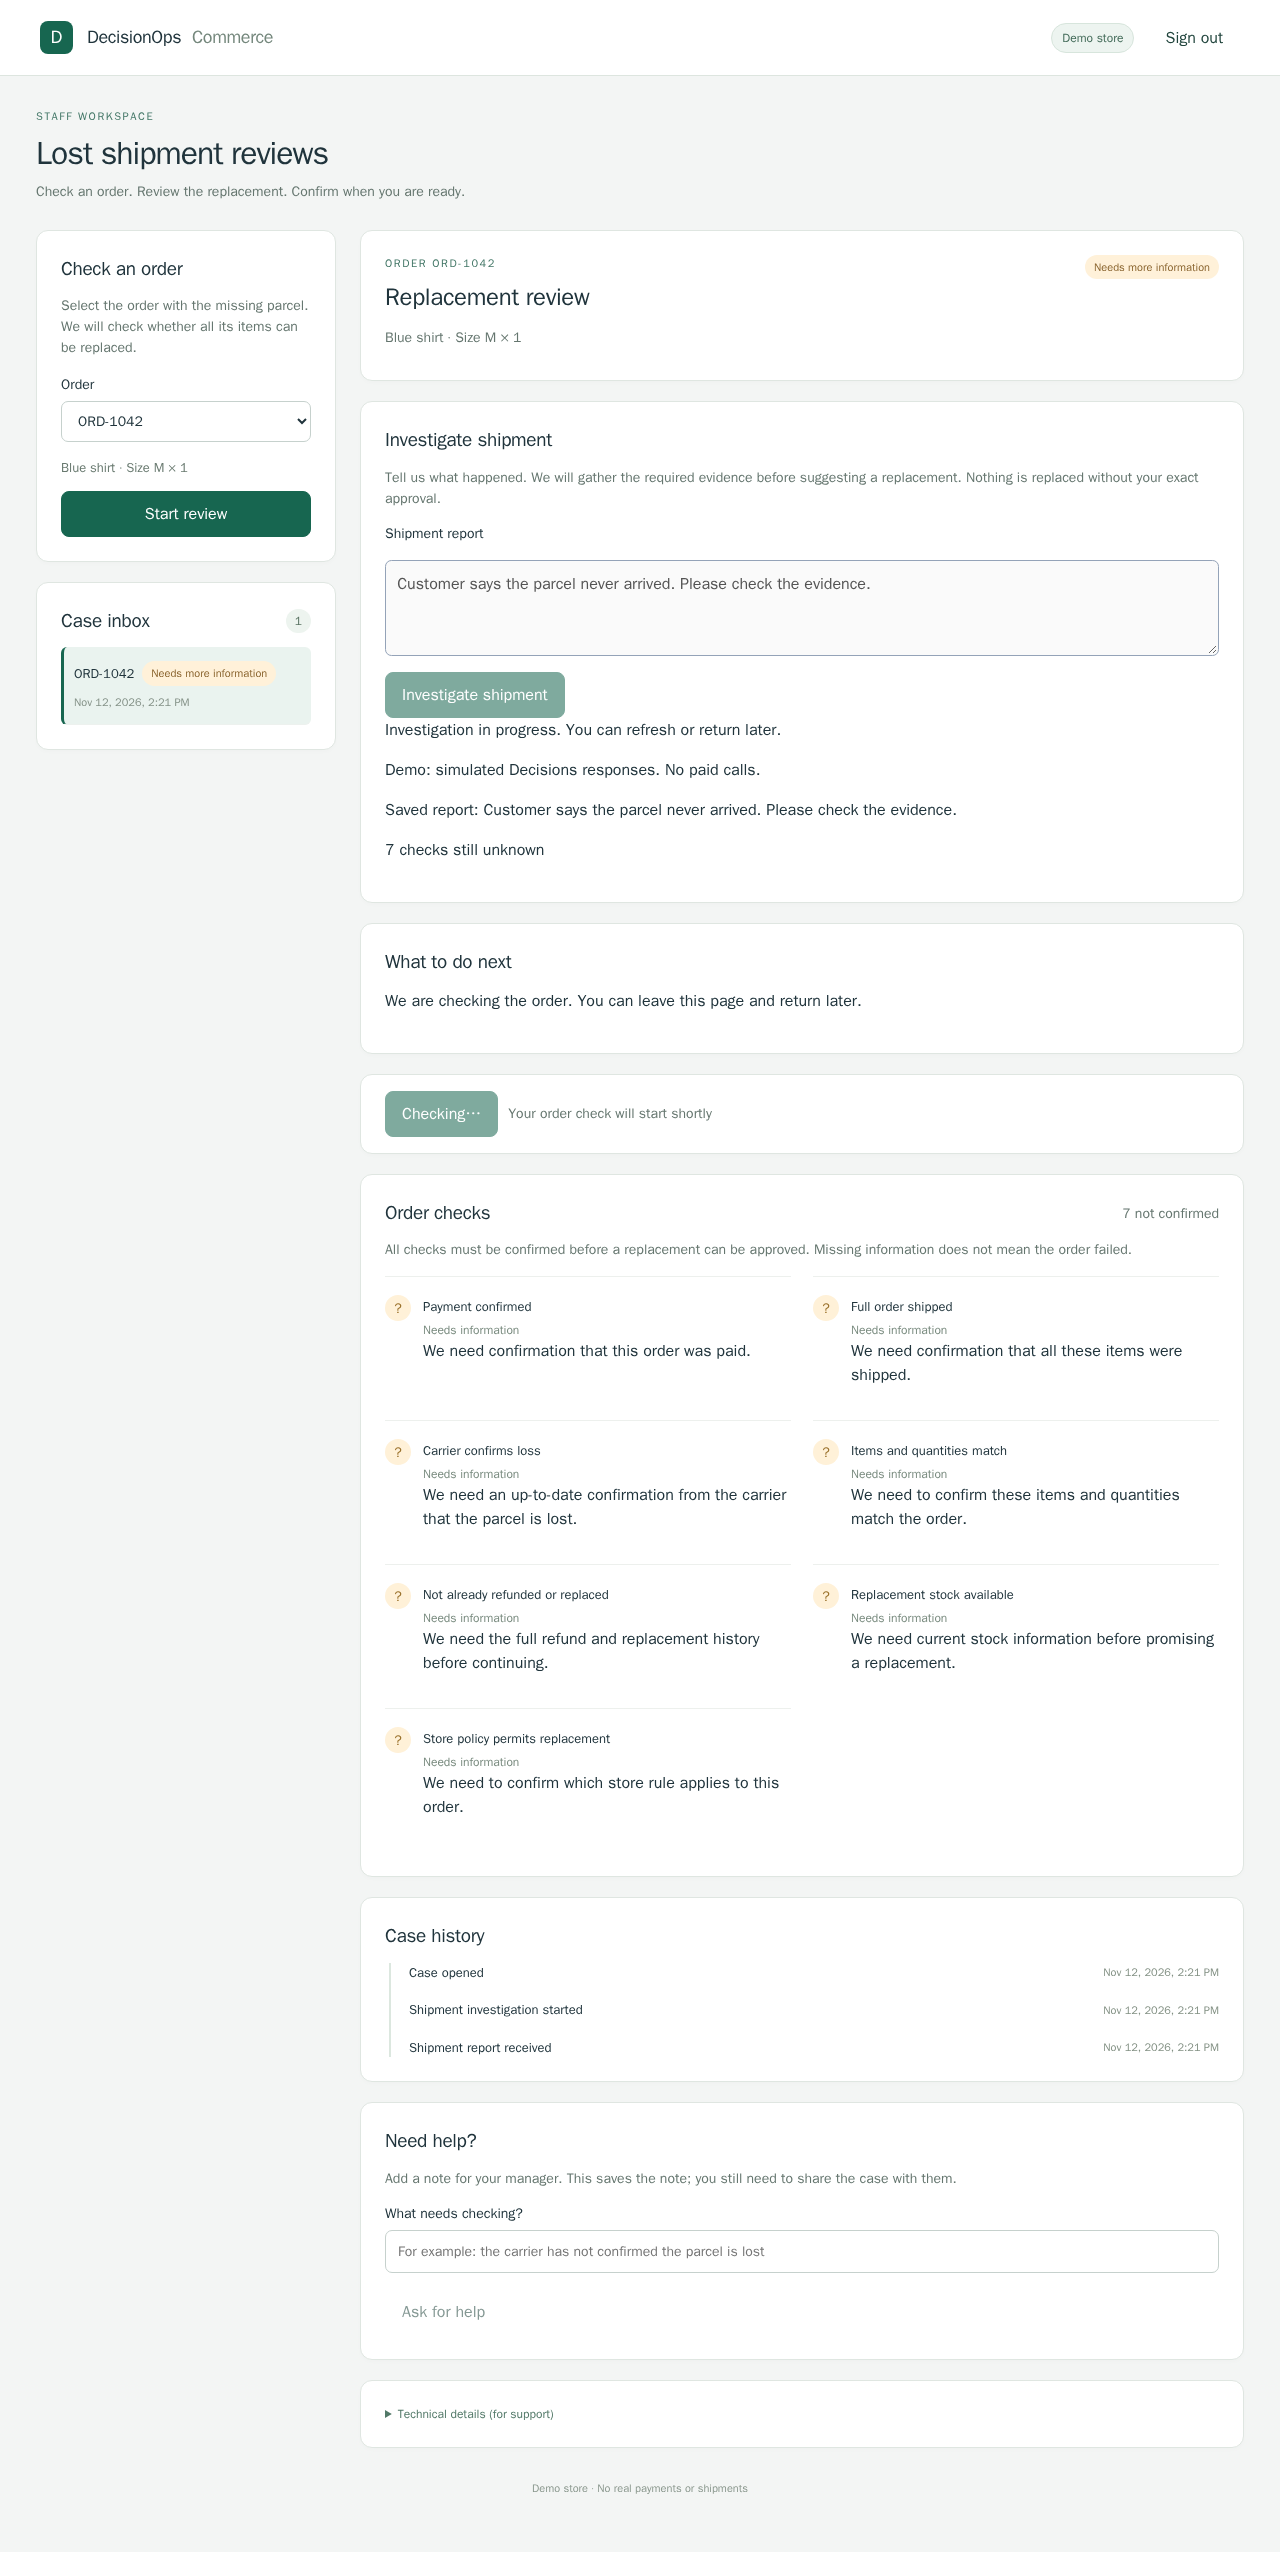 D DecisionOps Commerce
Demo store
Sign out
STAFF WORKSPACE
Lost shipment reviews
Check an order. Review the replacement. Confirm when you are ready.
Check an order
Select the order with the missing parcel.
We will check whether all its items can
be replaced.
Order
ORD-1042
Blue shirt · Size M × 1
Start review
Case inbox
1
ORD-1042 Needs more information
Nov 12, 2026, 2:21 PM
ORDER ORD-1042
Needs more information
Replacement review
Blue shirt · Size M × 1
Investigate shipment
Tell us what happened. We will gather the required evidence before suggesting a replacement. Nothing is replaced without your exact
approval.
Shipment report
Customer says the parcel never arrived. Please check the evidence.
Investigate shipment
Investigation in progress. You can refresh or return later.
Demo: simulated Decisions responses. No paid calls.
Saved report: Customer says the parcel never arrived. Please check the evidence.
7 checks still unknown
What to do next
We are checking the order. You can leave this page and return later.
Checking…
Your order check will start shortly
Order checks
7 not confirmed
All checks must be confirmed before a replacement can be approved. Missing information does not mean the order failed.
? Payment confirmed
Needs information
We need confirmation that this order was paid.
? Full order shipped
Needs information
We need confirmation that all these items were
shipped.
? Carrier confirms loss
Needs information
We need an up-to-date confirmation from the carrier
that the parcel is lost.
? Items and quantities match
Needs information
We need to confirm these items and quantities
match the order.
? Not already refunded or replaced
Needs information
We need the full refund and replacement history
before continuing.
? Replacement stock available
Needs information
We need current stock information before promising
a replacement.
? Store policy permits replacement
Needs information
We need to confirm which store rule applies to this
order.
Case history
Case opened
Nov 12, 2026, 2:21 PM
Shipment investigation started
Nov 12, 2026, 2:21 PM
Shipment report received
Nov 12, 2026, 2:21 PM
Need help?
Add a note for your manager. This saves the note; you still need to share the case with them.
What needs checking?
For example: the carrier has not confirmed the parcel is lost
Ask for help
Technical details (for support)
Demo store · No real payments or shipments